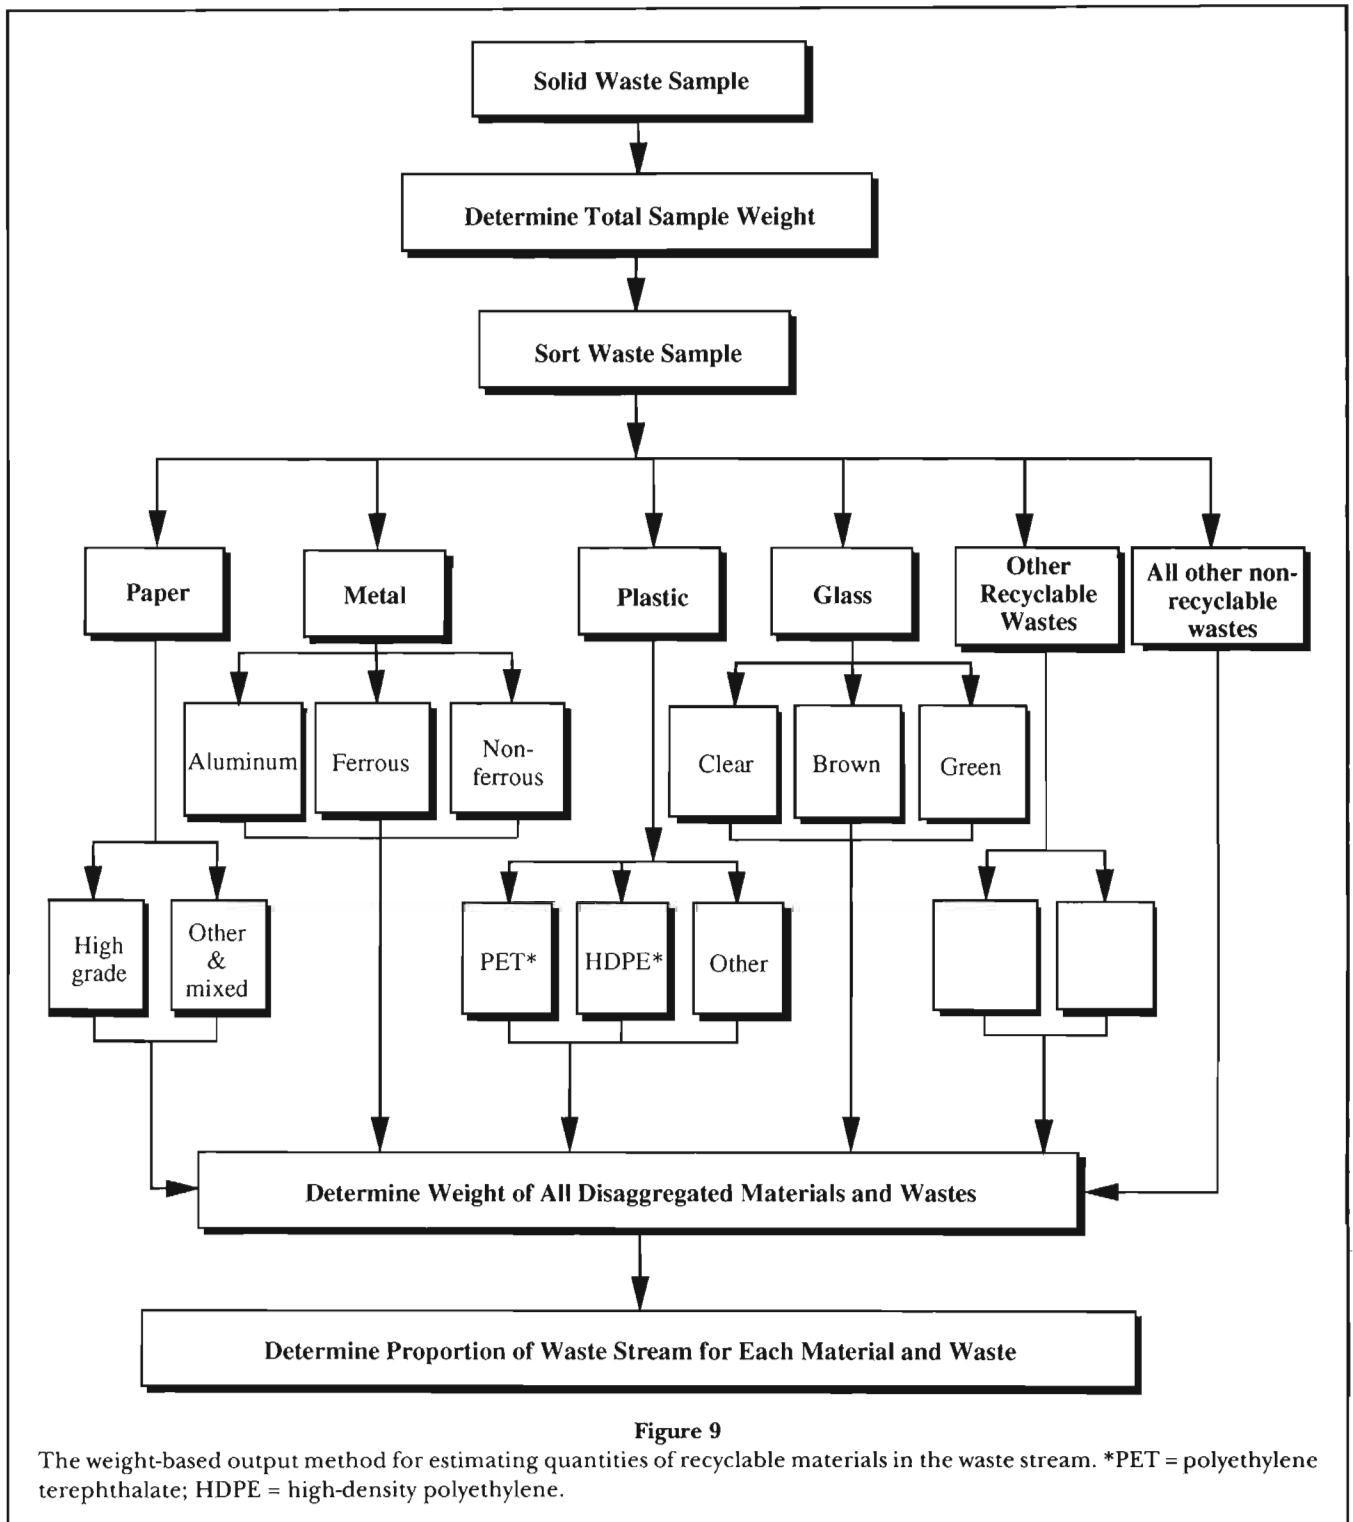 Solid Waste Sample
Determine Total Sample Weight
Sort Waste Sample
Paper
Metal
Plastic
Glass
Other
Recyclable
Wastes
All other non-
recyclable
wastes
Aluminum
Ferrous
Non-
ferrous
Clear
Brown
Green
High
grade
Other
&
mixed
PET*
HDPE*
Other
Determine Weight of All Disaggregated Materials and Wastes
Determine Proportion of Waste Stream for Each Material and Waste
Figure 9
The weight-based output method for estimating quantities of recyclable materials in the waste stream. *PET = polyethylene
terephthalate; HDPE = high-density polyethylene.